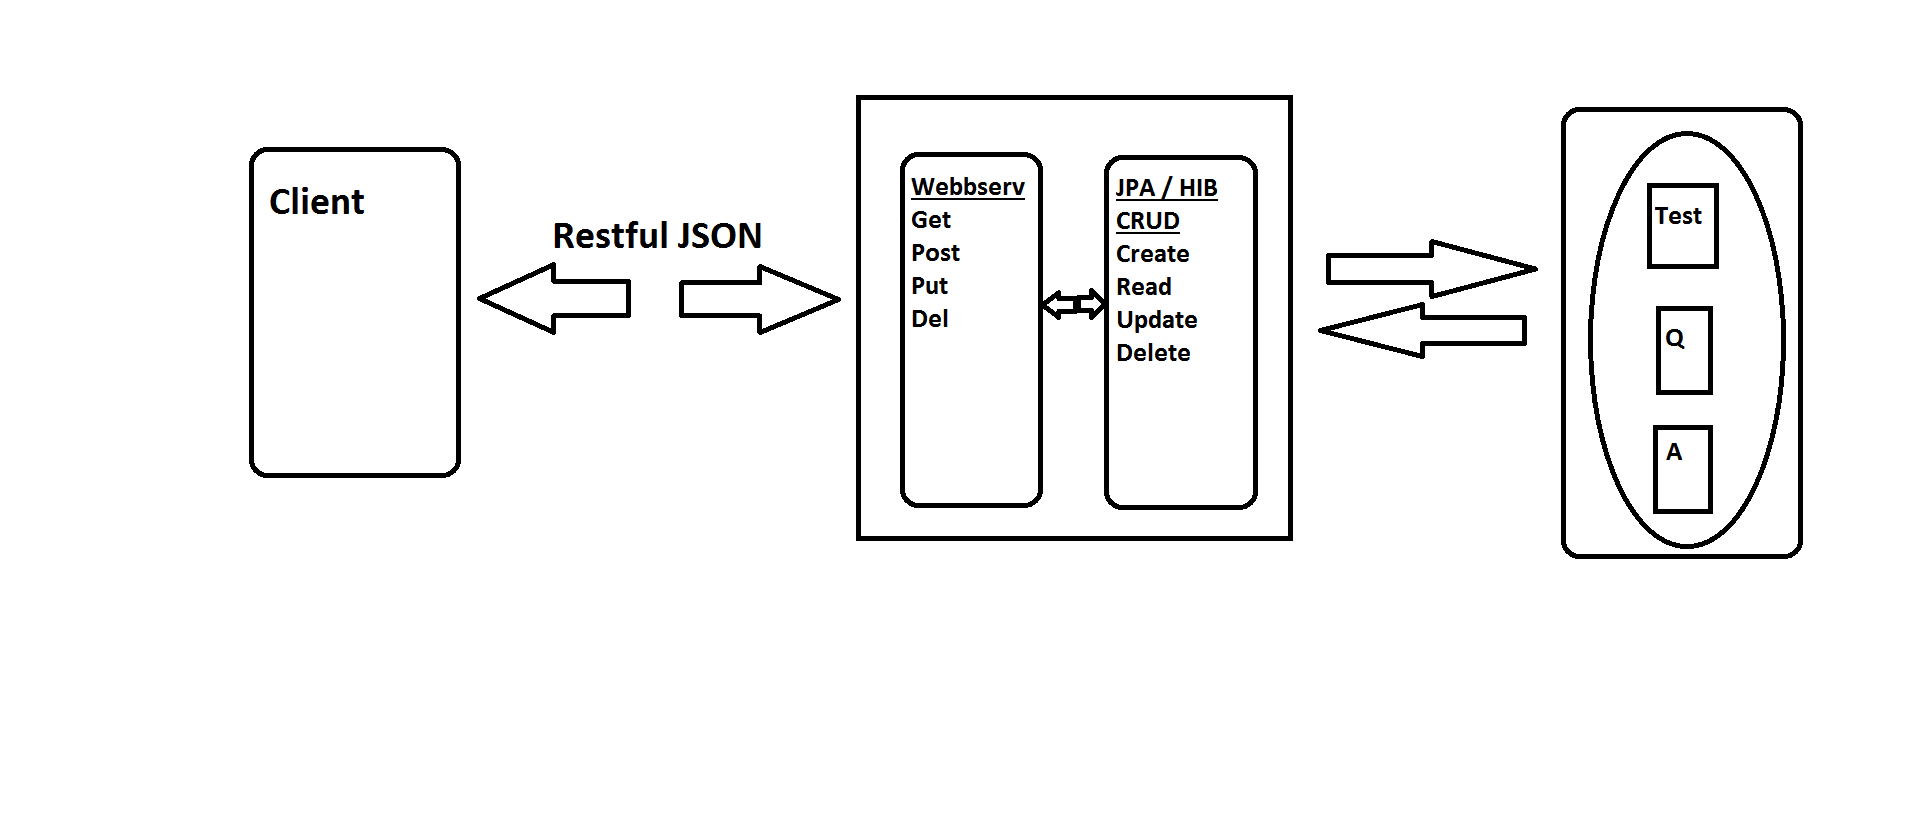 Client
Restful JSON
Webbserv
Get
Post
Put
Del
JPA / HIB
CRUD
Create
Read
Update
Delete
Test
Q
A